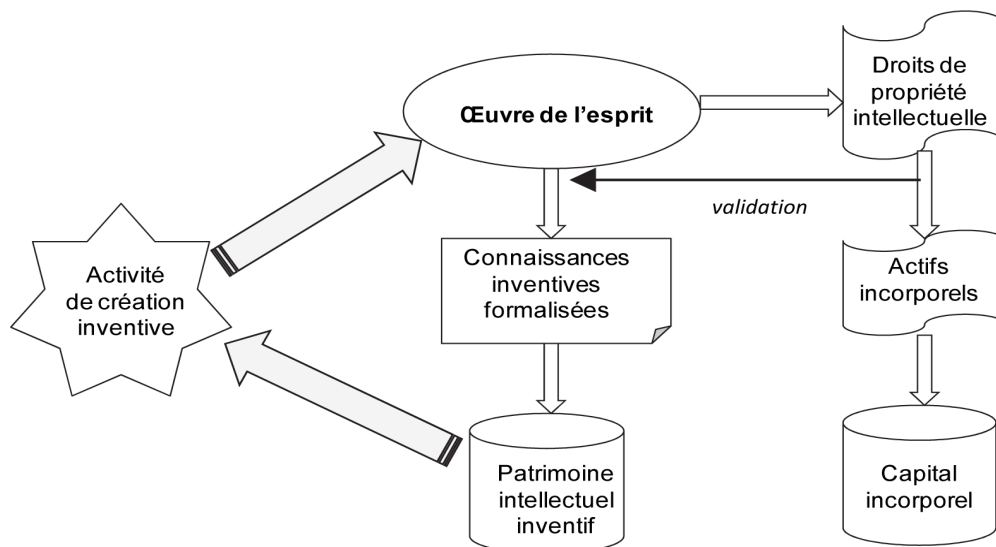 Œuvre de l’esprit
Droits de
propriété
intellectuelle
validation
Activité
de création
inventive
Connaissances
inventives
formalisées
Actifs
incorporels
Patrimoine
intellectuel
inventif
Capital
incorporel